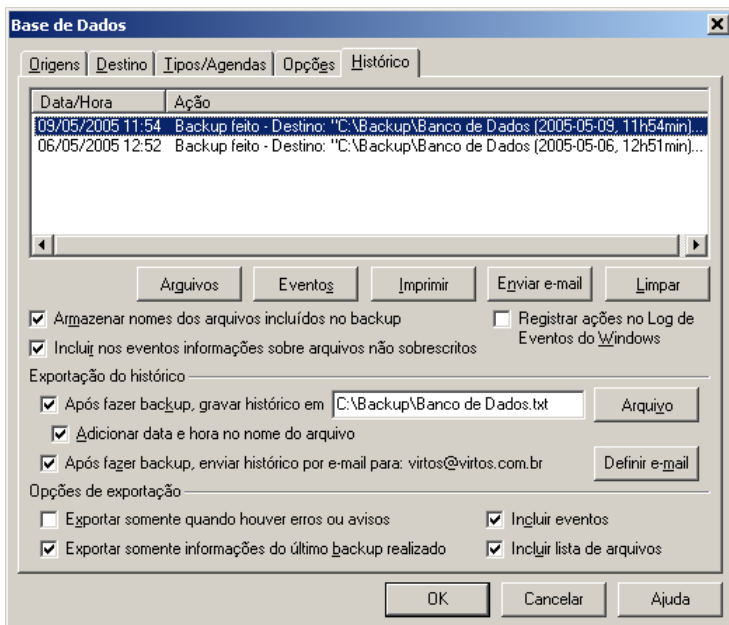 Base de Dados
Origens Destino Tipos/Agendas Opções Histórico
Data/Hora Ação
09/05/2005 11:54 Backup feito - Destino: "C:\Backup\Banco de Dados (2005-05-09, 11h54min)...
06/05/2005 12:52 Backup feito - Destino: "C:\Backup\Banco de Dados (2005-05-06, 12h51min)...
Arquivos Eventos Imprimir Enviar e-mail Limpar
Armazenar nomes dos arquivos incluídos no backup
Registrar ações no Log de
Eventos do Windows
Incluir nos eventos informações sobre arquivos não sobrescritos
Exportação do histórico
Após fazer backup, gravar histórico em C:\Backup\Banco de Dados.txt Arquivo
Adicionar data e hora no nome do arquivo
Após fazer backup, enviar histórico por e-mail para: virtos@virtos.com.br Definir e-mail
Opções de exportação
Exportar somente quando houver erros ou avisos Incluir eventos
Exportar somente informações do último backup realizado Incluir lista de arquivos
OK Cancelar Ajuda